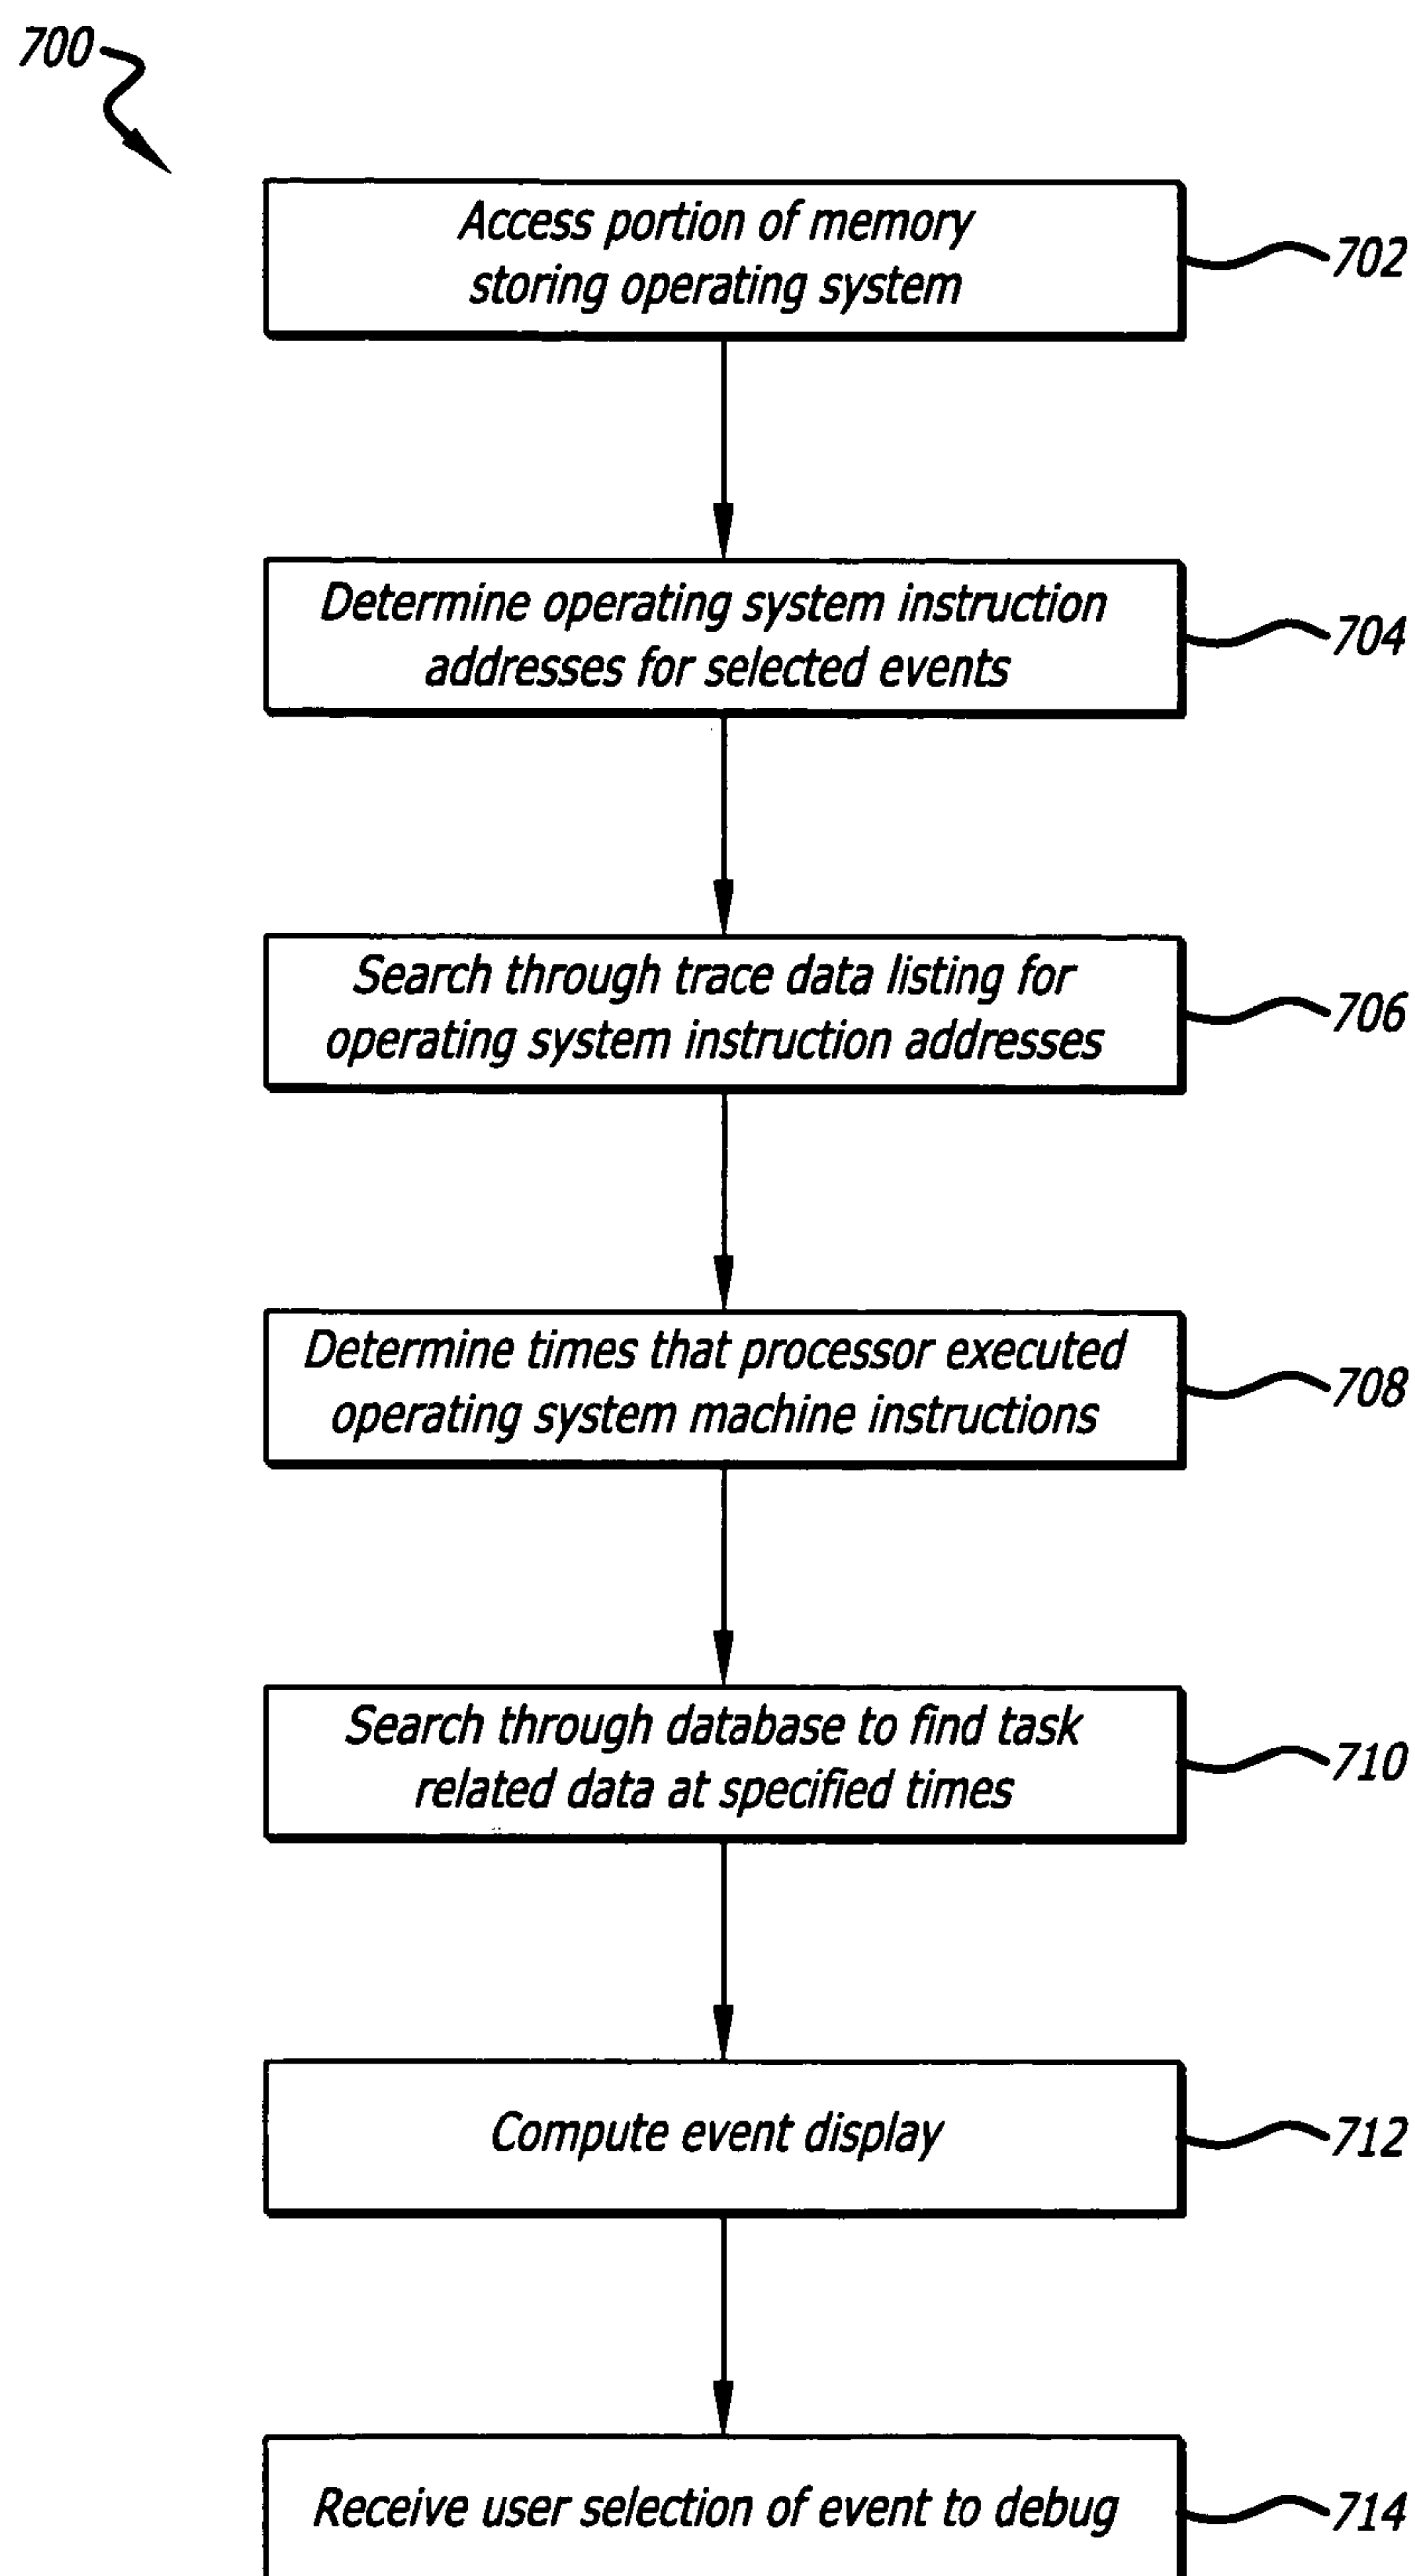 700
Access portion of memory
storing operating system
702
Determine operating system instruction
addresses for selected events
704
Search through trace data listing for
operating system instruction addresses
706
Determine times that processor executed
operating system machine instructions
708
Search through database to find task
related data at specified times
710
Compute event display
712
Receive user selection of event to debug
714